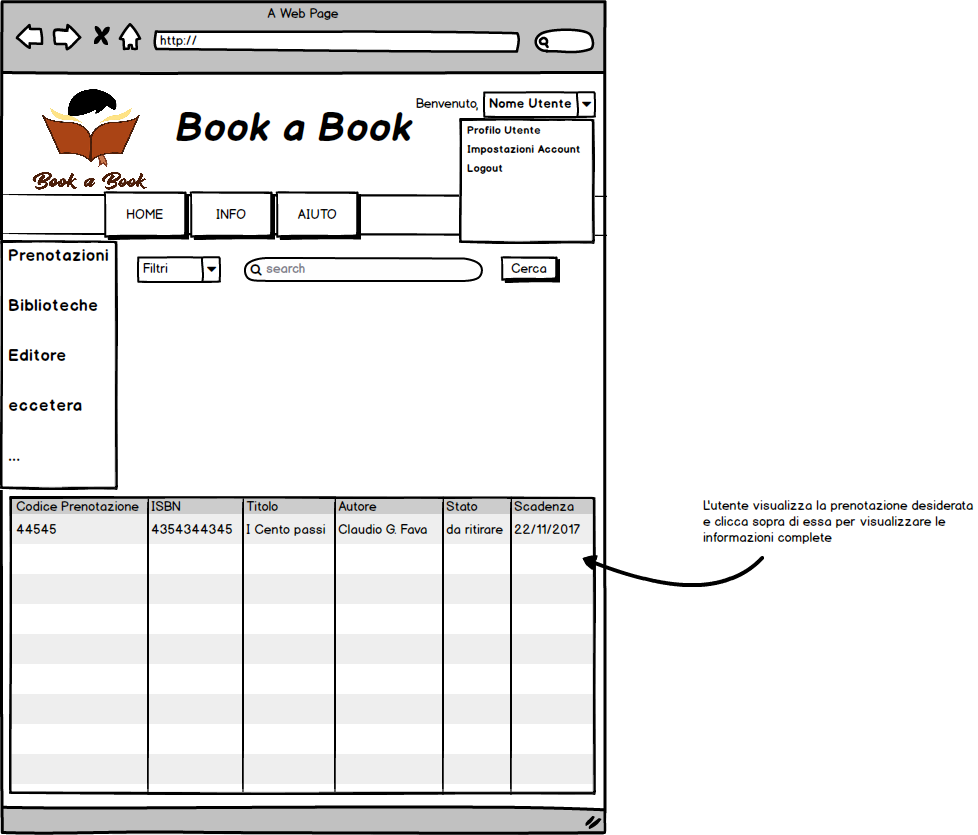 A Web Page
http://
Benvenuto, Nome Utente
Book a Book
Profilo Utente
Impostazioni Account
Logout
Book a Book
HOME INFO AIUTO
Prenotazioni
Filtri search Cerca
Biblioteche
Editore
eccetera
...
Codice Prenotazione ISBN Titolo Autore Stato Scadenza
44545 4354344345 I Cento passi Claudio G. Fava da ritirare 22/11/2017
L'utente visualizza la prenotazione desiderata
e clicca sopra di essa per visualizzare le
informazioni complete